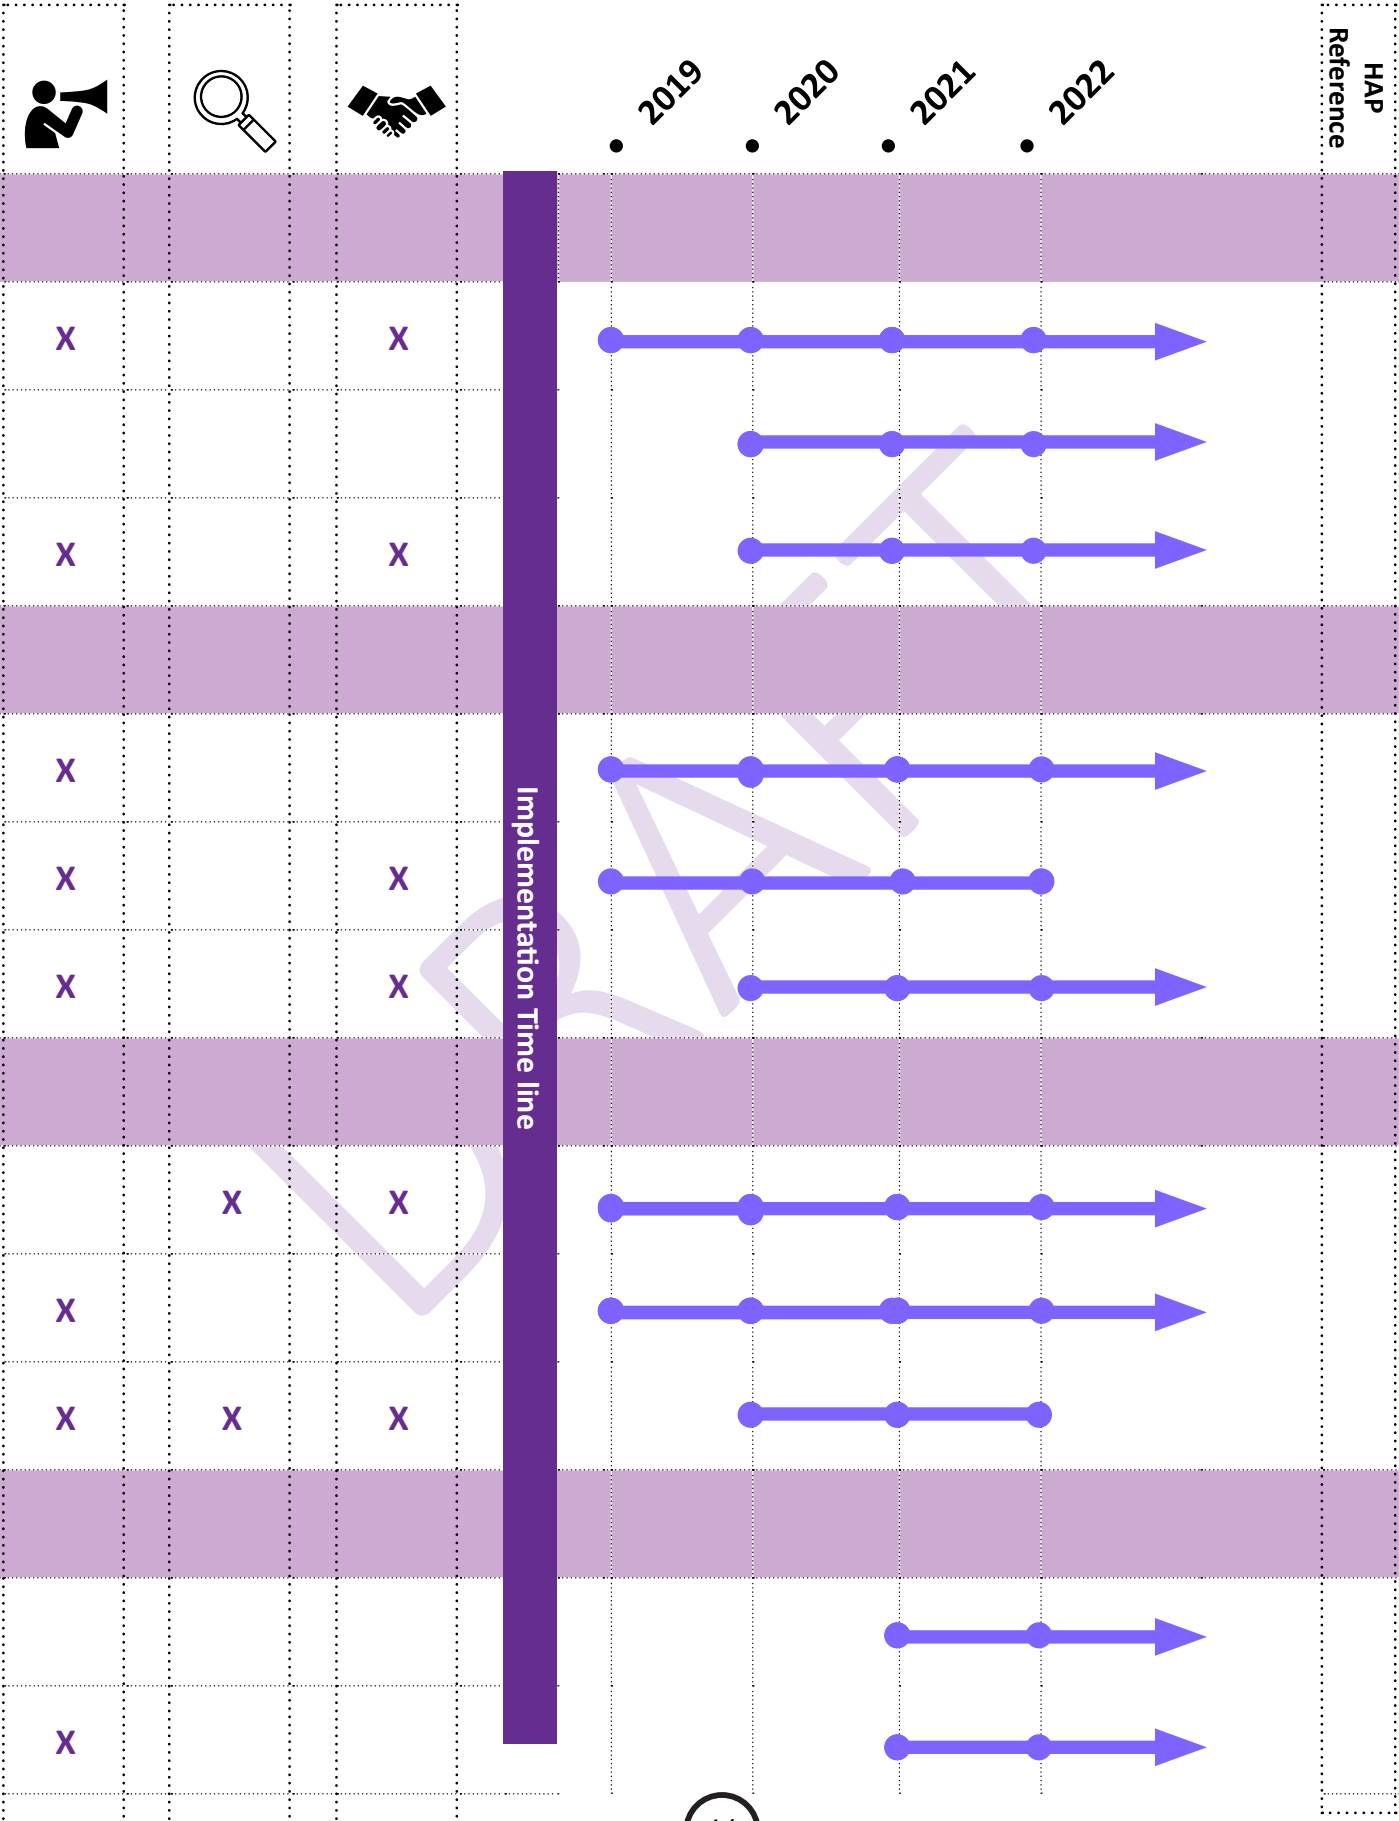 2019
2020
2021
2022
HAP
Reference
X X
X X
X
X X
X X
X X
X
X X X
X
Implementation Time line
DRAFT